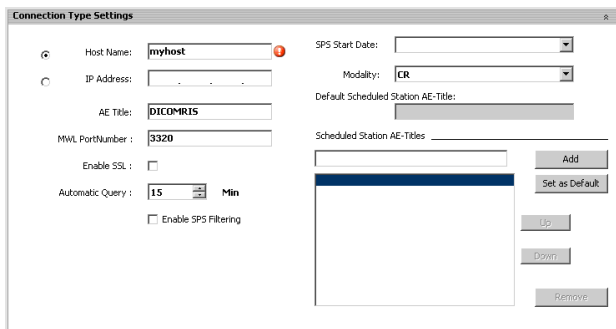 Connection Type Settings
Host Name: myhost
IP Address: . . .
AE Title: DICOMRIS
MWL PortNumber : 3320
Enable SSL :
Automatic Query : 15 Min
Enable SPS Filtering
SPS Start Date:
Modality: CR
Default Scheduled Station AE-Title:
Scheduled Station AE-Titles
Add
Set as Default
Up
Down
Remove